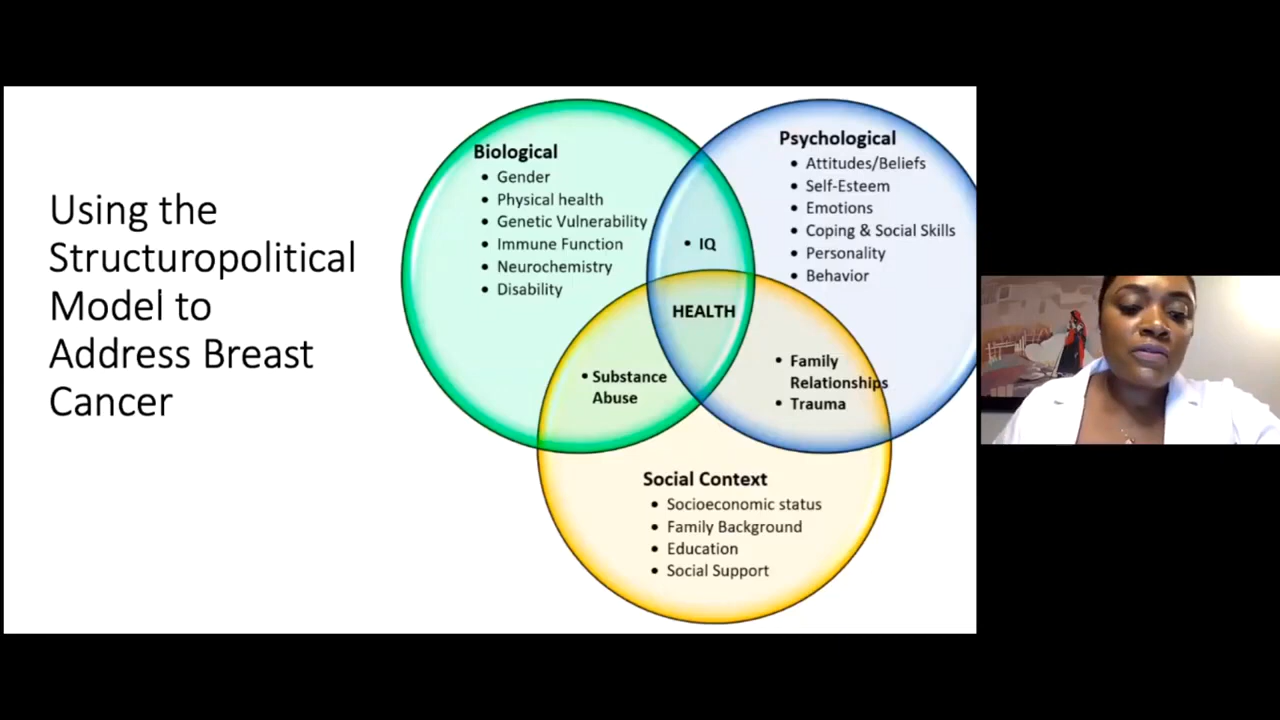 Using the
Structuropolitical
Model to
Address Breast
Cancer
Biological
• Gender
• Physical health
• Genetic Vulnerability
• Immune Function
• Neurochemistry
• Disability
Psychological
• Attitudes/Beliefs
• Self-Esteem
• Emotions
• Coping & Social Skills
• Personality
• Behavior
• IQ
HEALTH
• Substance
Abuse
• Family
Relationships
• Trauma
Social Context
• Socioeconomic status
• Family Background
• Education
• Social Support